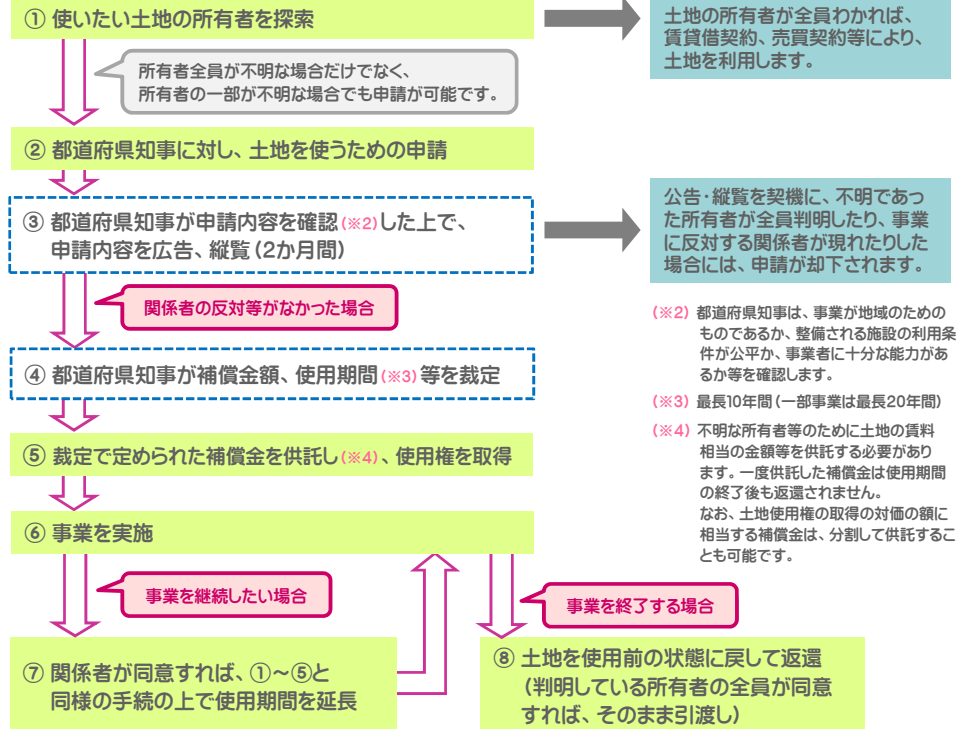 ① 使いたい土地の所有者を探索
土地の所有者が全員わかれば、
賃貸借契約、売買契約等により、
土地を利用します。
所有者全員が不明な場合だけでなく、
所有者の一部が不明な場合でも申請が可能です。
② 都道府県知事に対し、土地を使うための申請
③ 都道府県知事が申請内容を確認(※2)した上で、
申請内容を広告、縦覧(2か月間)
公告・縦覧を契機に、不明であっ
た所有者が全員判明したり、事業
に反対する関係者が現れたりした
場合には、申請が却下されます。
関係者の反対等がなかった場合
④ 都道府県知事が補償金額、使用期間(※3)等を裁定
⑤ 裁定で定められた補償金を供託し(※4)、使用権を取得
⑥ 事業を実施
(※2) 都道府県知事は、事業が地域のための
ものであるか、整備される施設の利用条
件が公平か、事業者に十分な能力があ
るか等を確認します。
(※3) 最長10年間(一部事業は最長20年間)
(※4) 不明な所有者等のために土地の賃料
相当の金額等を供託する必要があり
ます。一度供託した補償金は使用期間
の終了後も返還されません。
なお、土地使用権の取得の対価の額に
相当する補償金は、分割して供託するこ
とも可能です。
事業を継続したい場合
事業を終了する場合
⑦ 関係者が同意すれば、①〜⑤と
同様の手続の上で使用期間を延長
⑧ 土地を使用前の状態に戻して返還
(判明している所有者の全員が同意
すれば、そのまま引渡し)